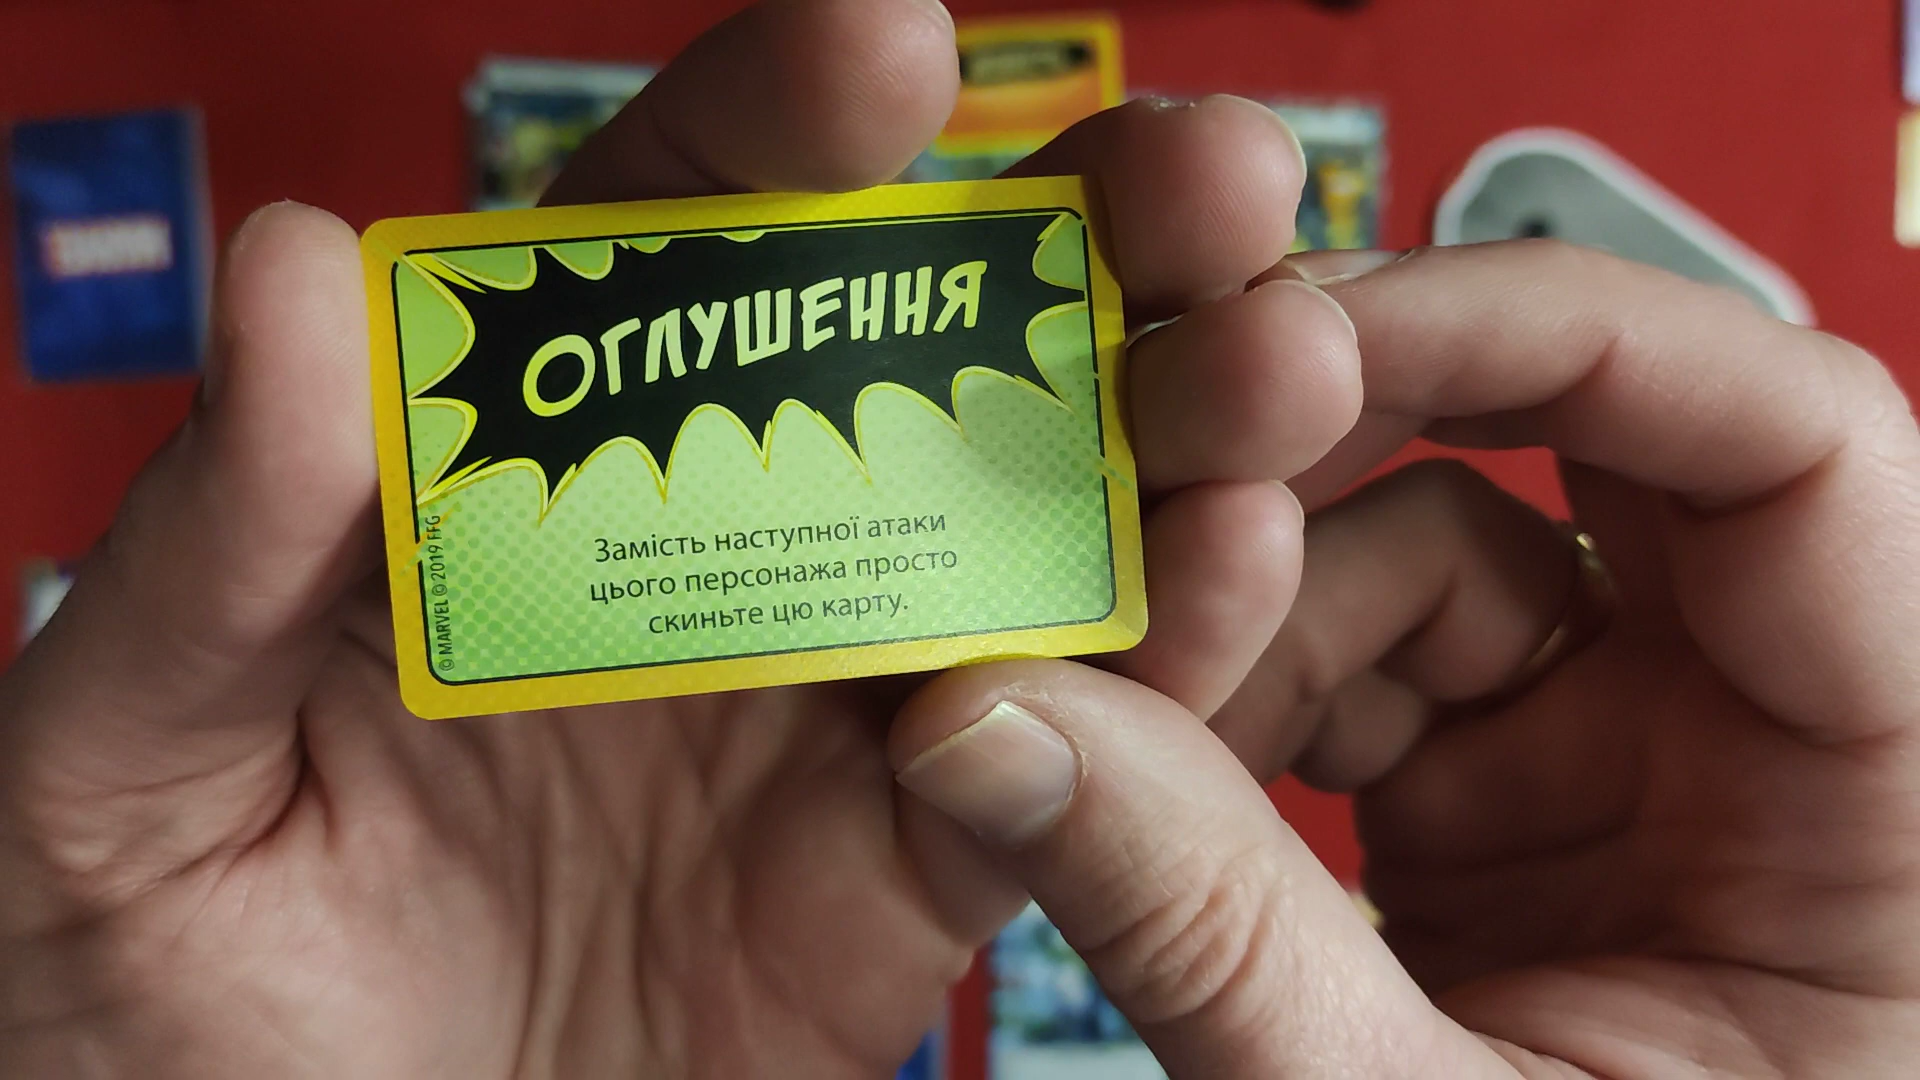 ОГЛУШЕННЯ
Замість наступної атаки
цього персонажа просто
скиньте цю карту.
© MARVEL © 2019 FFG